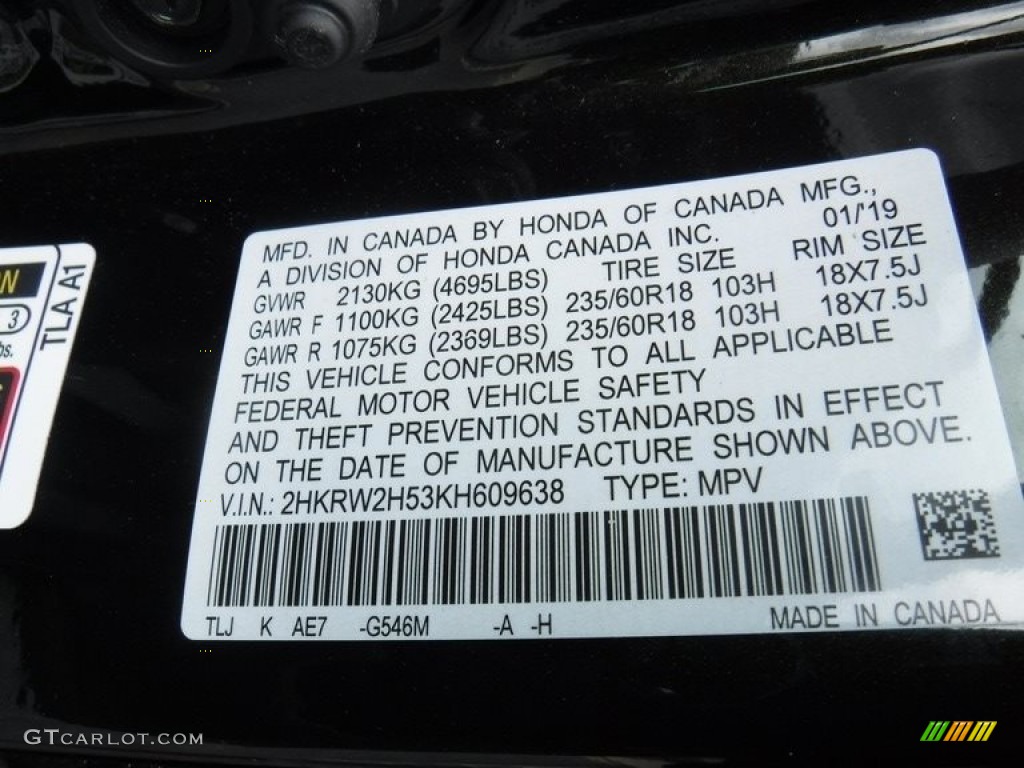 MFD. IN CANADA BY HONDA OF CANADA MFG.,
A DIVISION OF HONDA CANADA INC. 01/'19
GVWR 2130KG (4695LBS) TIRE SIZE RIM SIZE
GAWR F 1100KG (2425LBS) 235/60R18 103H 18X7.5J
GAWR R 1075KG (2369LBS) 235/60R18 103H 18X7.5J
THIS VEHICLE CONFORMS TO ALL APPLICABLE
FEDERAL MOTOR VEHICLE SAFETY
AND THEFT PREVENTION STANDARDS IN EFFECT
ON THE DATE OF MANUFACTURE SHOWN ABOVE.
V.I.N.: 2HKRW2H53KH609638 TYPE: MPV
TLJ K AE7 -G546M -A -H MADE IN CANADA
3
TLAA1
GTCARLOT.COM